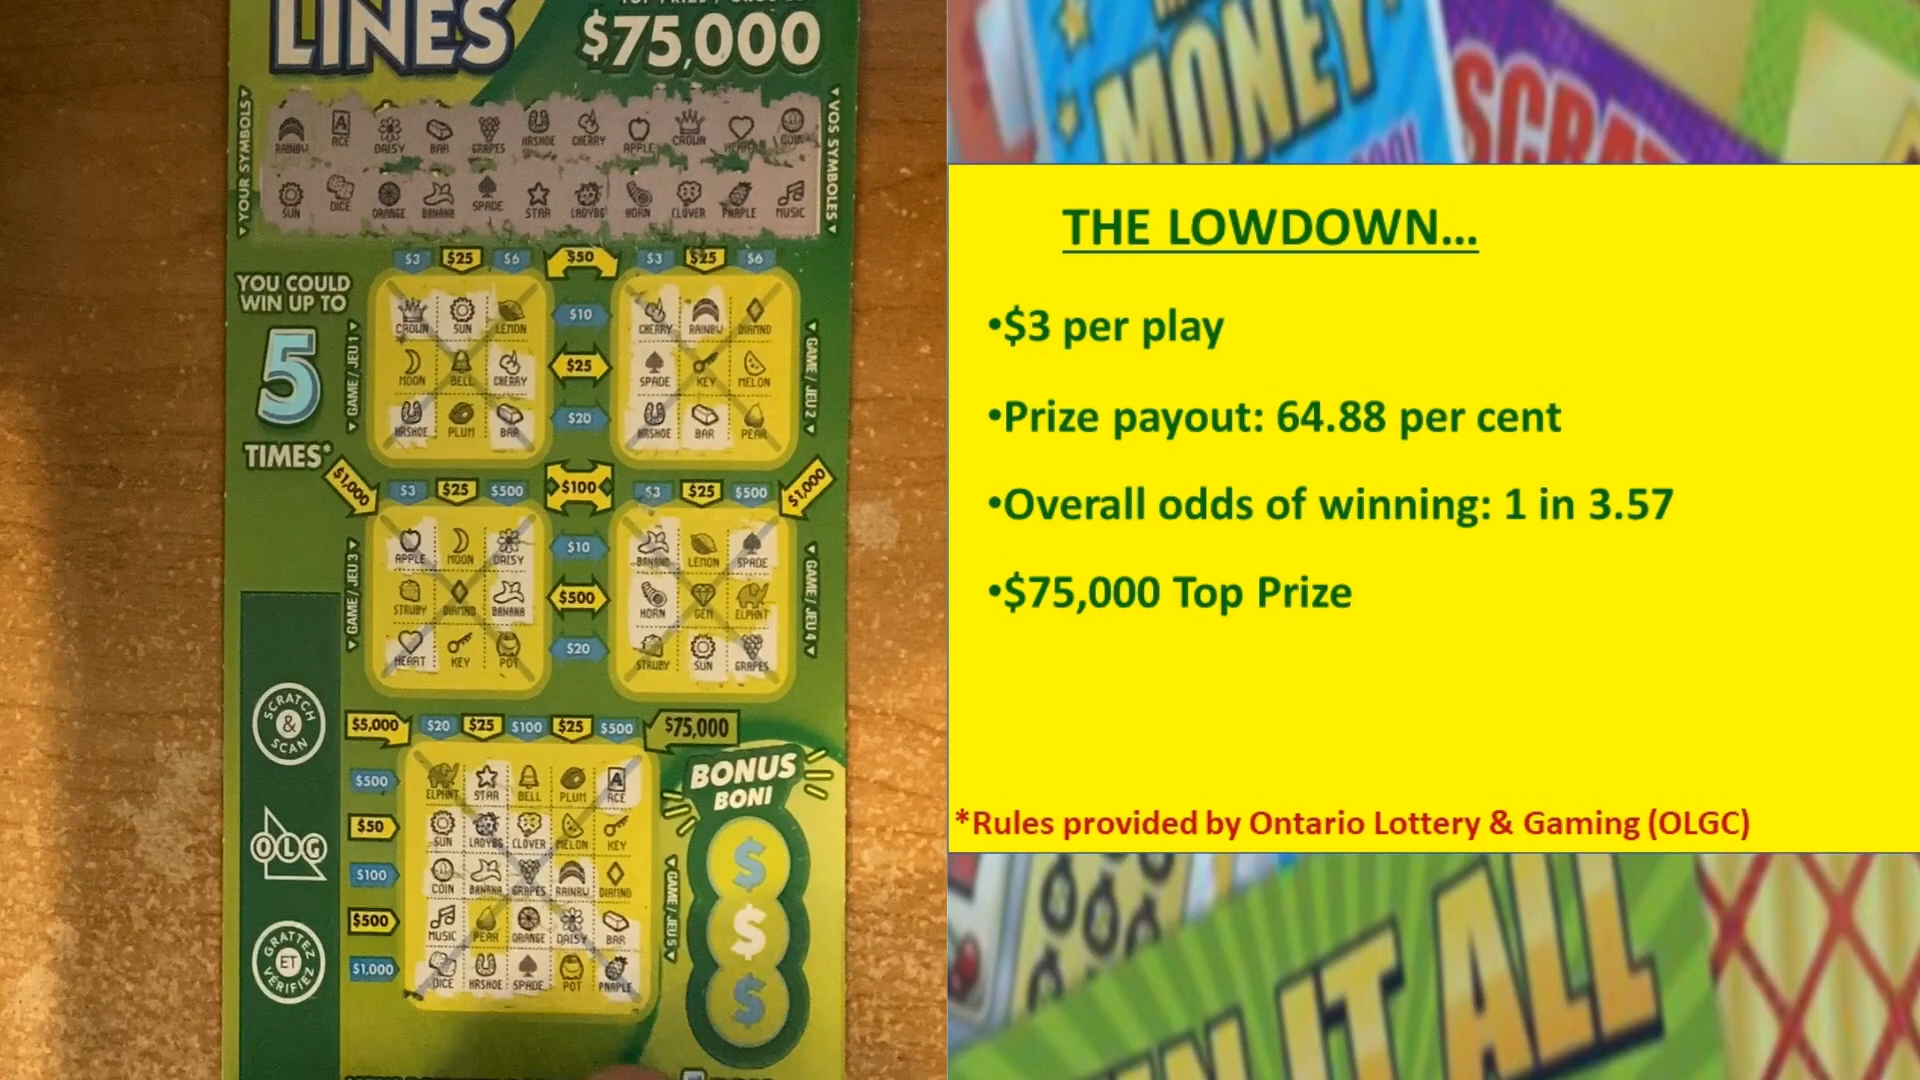 LINES
$75,000
YOUR SYMBOLS
VOS SYMBOLES
RAINBW ACE DAISY BAR GRAPES HRSHOE CHERRY APPLE CROWN HEART COIN
SUN DICE ORANGE BANANA SPADE STAR LADYBG HORN CLOVER PNAPLE MUSIC
$3 $25 $6 $50 $3 $25 $6
YOU COULD
WIN UP TO
5
TIMES*
GAME / JEU 1
CROWN SUN LEMON
MOON BELL CHERRY
HRSHOE PLUM BAR
$10
$25
$20
GAME / JEU 2
CHERRY RAINBW DIAMND
SPADE KEY MELON
HRSHOE BAR PEAR
$1,000 $3 $25 $500 $100 $3 $25 $500 $1,000
GAME / JEU 3
APPLE MOON DAISY
STRUBY DIAMND BANANA
HEART KEY POT
$10
$500
$20
GAME / JEU 4
BANANA LEMON SPADE
HORN GEM ELPHNT
STRUBY SUN GRAPES
$5,000 $20 $25 $100 $25 $500 $75,000
$500 ELPHNT STAR BELL PLUM ACE
$50 SUN LADYBG CLOVER MELON KEY
$100 COIN BANANA GRAPES RAINBW DIAMND
$500 MUSIC PEAR ORANGE DAISY BAR
$1,000 DICE HRSHOE SPADE POT PNAPLE
GAME / JEU 5
BONUS
BONI
$
$
$
SCRATCH
&
SCAN
OLG
GRATTEZ
ET
VÉRIFIEZ
MONEY
THE LOWDOWN...
•$3 per play
•Prize payout: 64.88 per cent
•Overall odds of winning: 1 in 3.57
•$75,000 Top Prize
*Rules provided by Ontario Lottery & Gaming (OLGC)
IT ALL